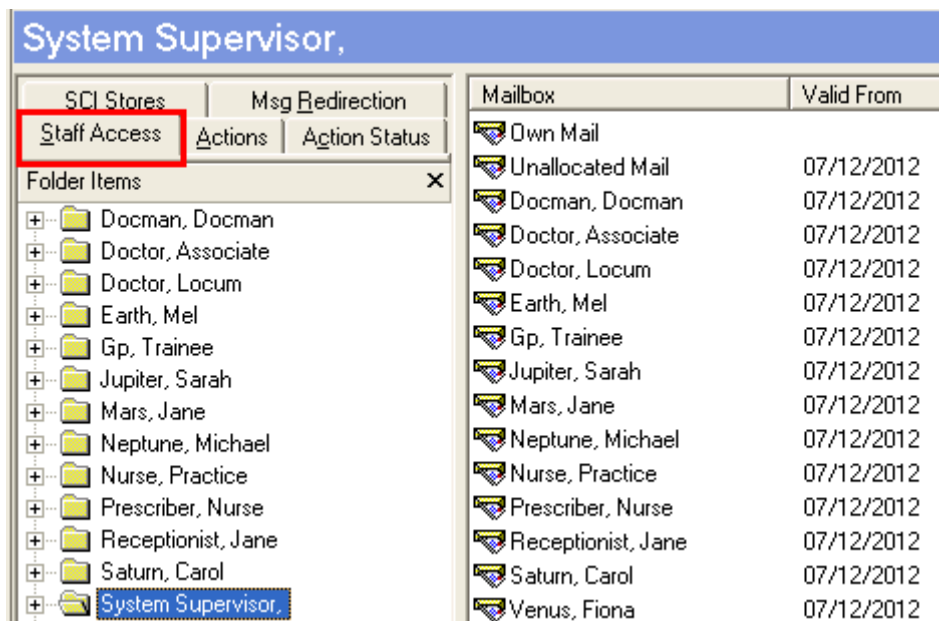 System Supervisor,
SCI Stores Msg Redirection
Staff Access Actions Action Status
Folder Items
Docman, Docman
Doctor, Associate
Doctor, Locum
Earth, Mel
Gp, Trainee
Jupiter, Sarah
Mars, Jane
Neptune, Michael
Nurse, Practice
Prescriber, Nurse
Receptionist, Jane
Saturn, Carol
System Supervisor,
Mailbox Valid From
Own Mail
Unallocated Mail 07/12/2012
Docman, Docman 07/12/2012
Doctor, Associate 07/12/2012
Doctor, Locum 07/12/2012
Earth, Mel 07/12/2012
Gp, Trainee 07/12/2012
Jupiter, Sarah 07/12/2012
Mars, Jane 07/12/2012
Neptune, Michael 07/12/2012
Nurse, Practice 07/12/2012
Prescriber, Nurse 07/12/2012
Receptionist, Jane 07/12/2012
Saturn, Carol 07/12/2012
Venus, Fiona 07/12/2012